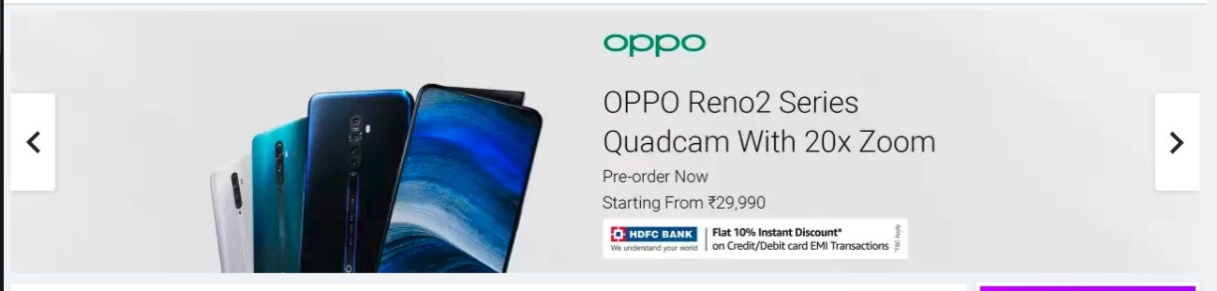 oppo
OPPO Reno2 Series
Quadcam With 20x Zoom
Pre-order Now
Starting From ₹29,990
HDFC BANK
We understand your world
Flat 10% Instant Discount*
on Credit/Debit card EMI Transactions